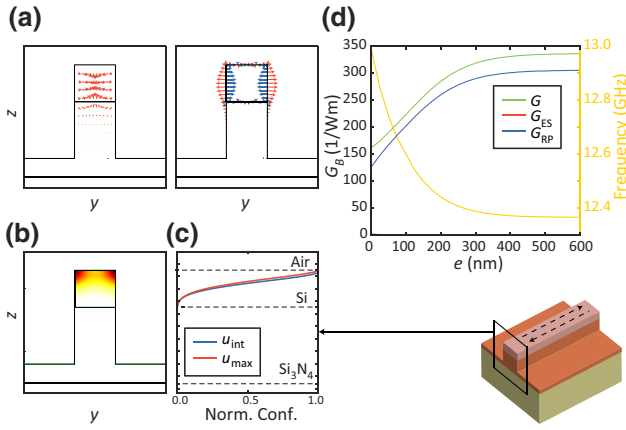 (a)
z
y
y
(b)
z
y
(c)
Air
Si
u_int
u_max
Si₃N₄
0.0
0.5
1.0
Norm. Conf.
(d)
350
300
250
200
150
100
50
0
G_B (1/Wm)
G
G_ES
G_RP
13.0
12.8
12.6
12.4
Frequency (GHz)
0 100 200 300 400 500 600
e (nm)